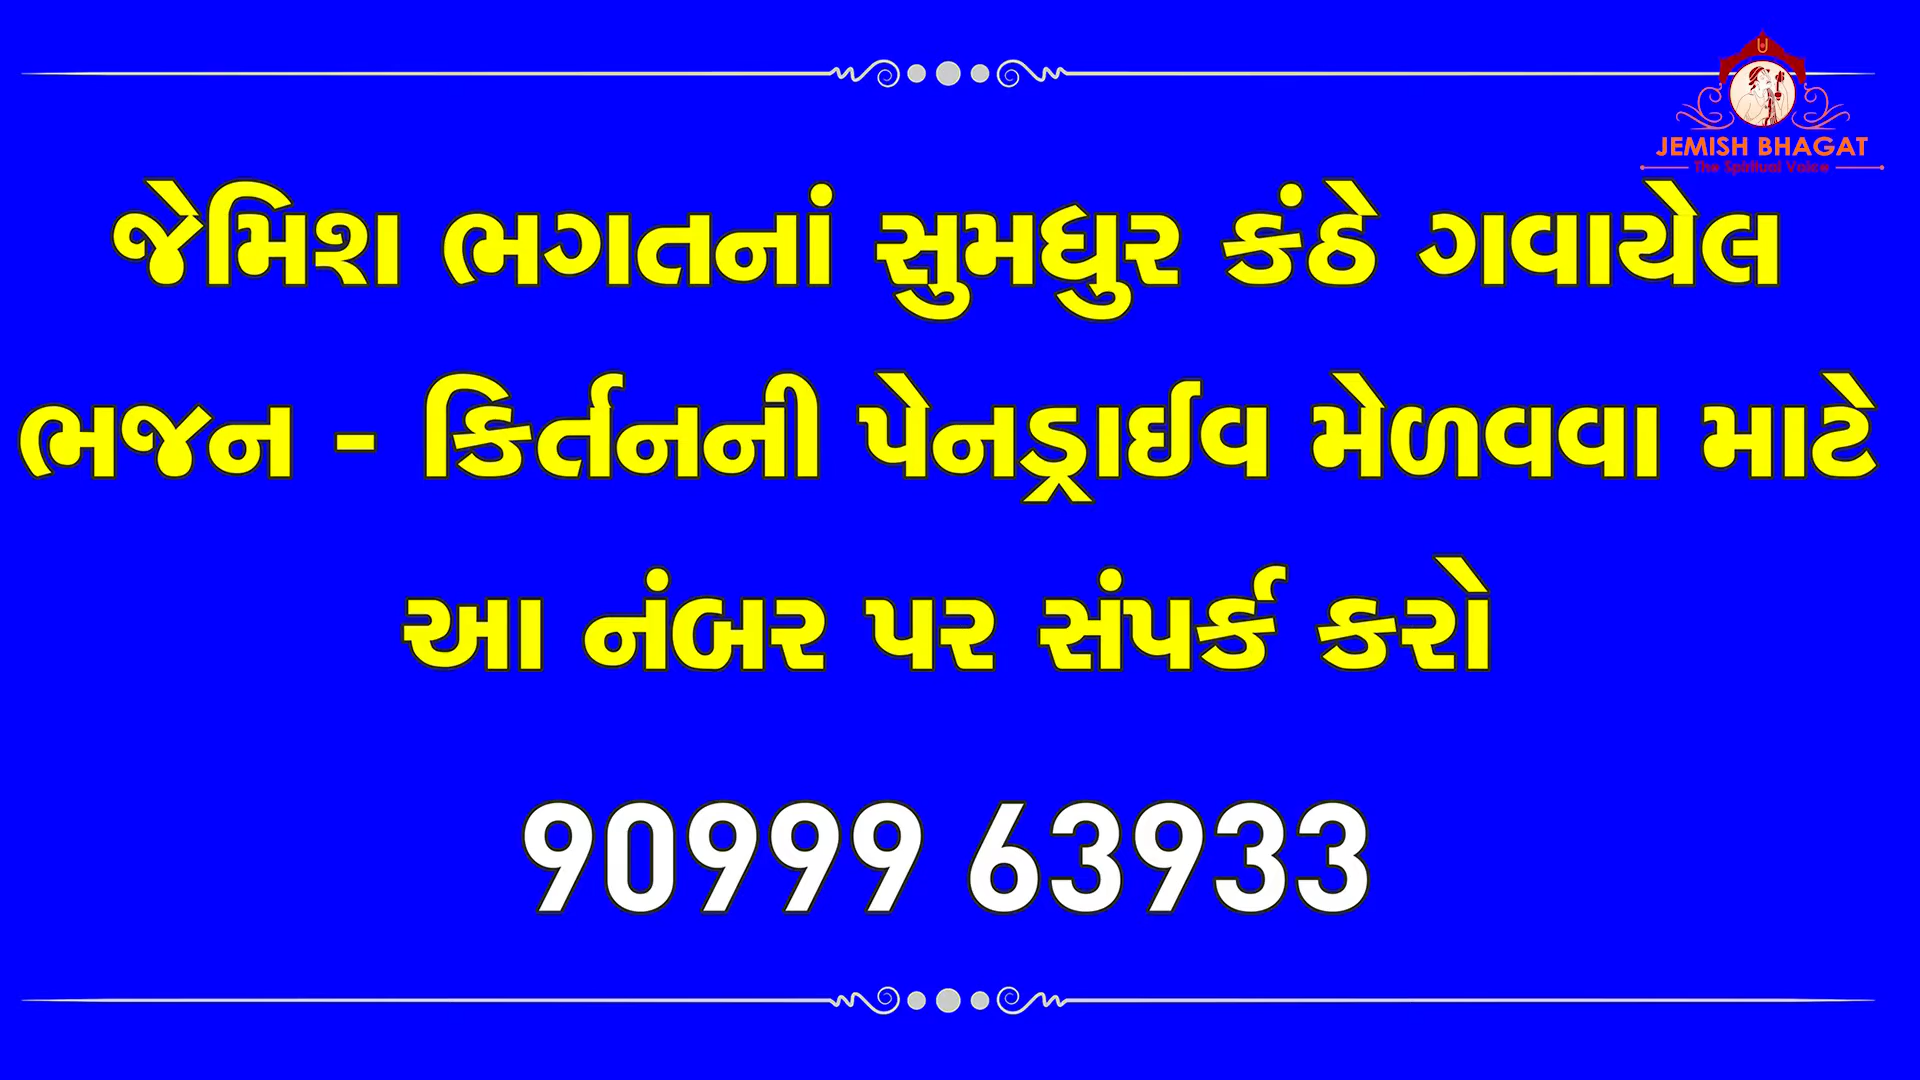 JEMISH BHAGAT
The Spiritual Voice
જેમિશ ભગતનાં સુમધુર કંઠે ગવાયેલ
ભજન - કિર્તનની પેનડ્રાઈવ મેળવવા માટે
આ નંબર પર સંપર્ક કરો
90999 63933